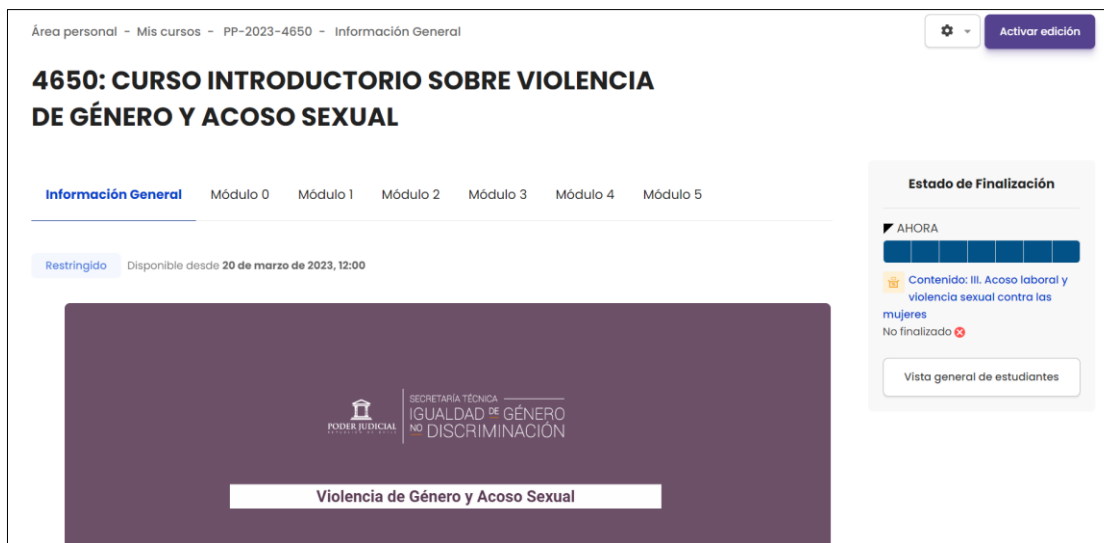 Área personal - Mis cursos - PP-2023-4650 - Información General
Activar edición
4650: CURSO INTRODUCTORIO SOBRE VIOLENCIA
DE GÉNERO Y ACOSO SEXUAL
Información General Módulo 0 Módulo 1 Módulo 2 Módulo 3 Módulo 4 Módulo 5
Restringido Disponible desde 20 de marzo de 2023, 12:00
PODER JUDICIAL
REPUBLICA DE CHILE
SECRETARÍA TÉCNICA
IGUALDAD DE GÉNERO
NO DISCRIMINACIÓN
Violencia de Género y Acoso Sexual
Estado de Finalización
AHORA
Contenido: III. Acoso laboral y
violencia sexual contra las
mujeres
No finalizado
Vista general de estudiantes